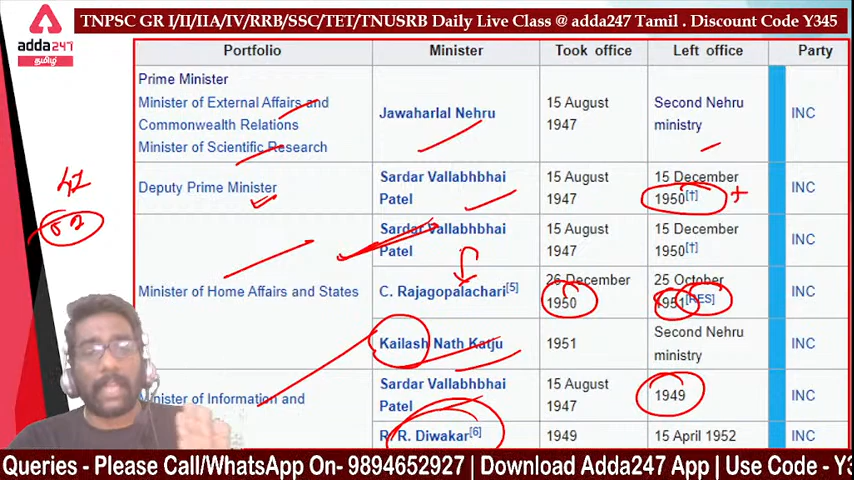 TNPSC GR I/II/IIA/IV/RRB/SSC/TET/TNUSRB Daily Live Class @ adda247 Tamil . Discount Code Y345
adda247
தமிழ்
Portfolio Minister Took office Left office Party
Prime Minister
Minister of External Affairs and
Commonwealth Relations
Minister of Scientific Research
Jawaharlal Nehru
15 August
1947
Second Nehru
ministry
INC
Deputy Prime Minister
Sardar Vallabhbhai
Patel
15 August
1947
15 December
1950[†]
INC
Minister of Home Affairs and States
Sardar Vallabhbhai
Patel
15 August
1947
15 December
1950[†]
INC
C. Rajagopalachari[5]
26 December
1950
25 October
1951[RES]
INC
Kailash Nath Katju
1951
Second Nehru
ministry
INC
Minister of Information and
Sardar Vallabhbhai
Patel
15 August
1947
1949
INC
R. R. Diwakar[6]
1949
15 April 1952
INC
47
52
Queries - Please Call/WhatsApp On- 9894652927 | Download Adda247 App | Use Code - Y3